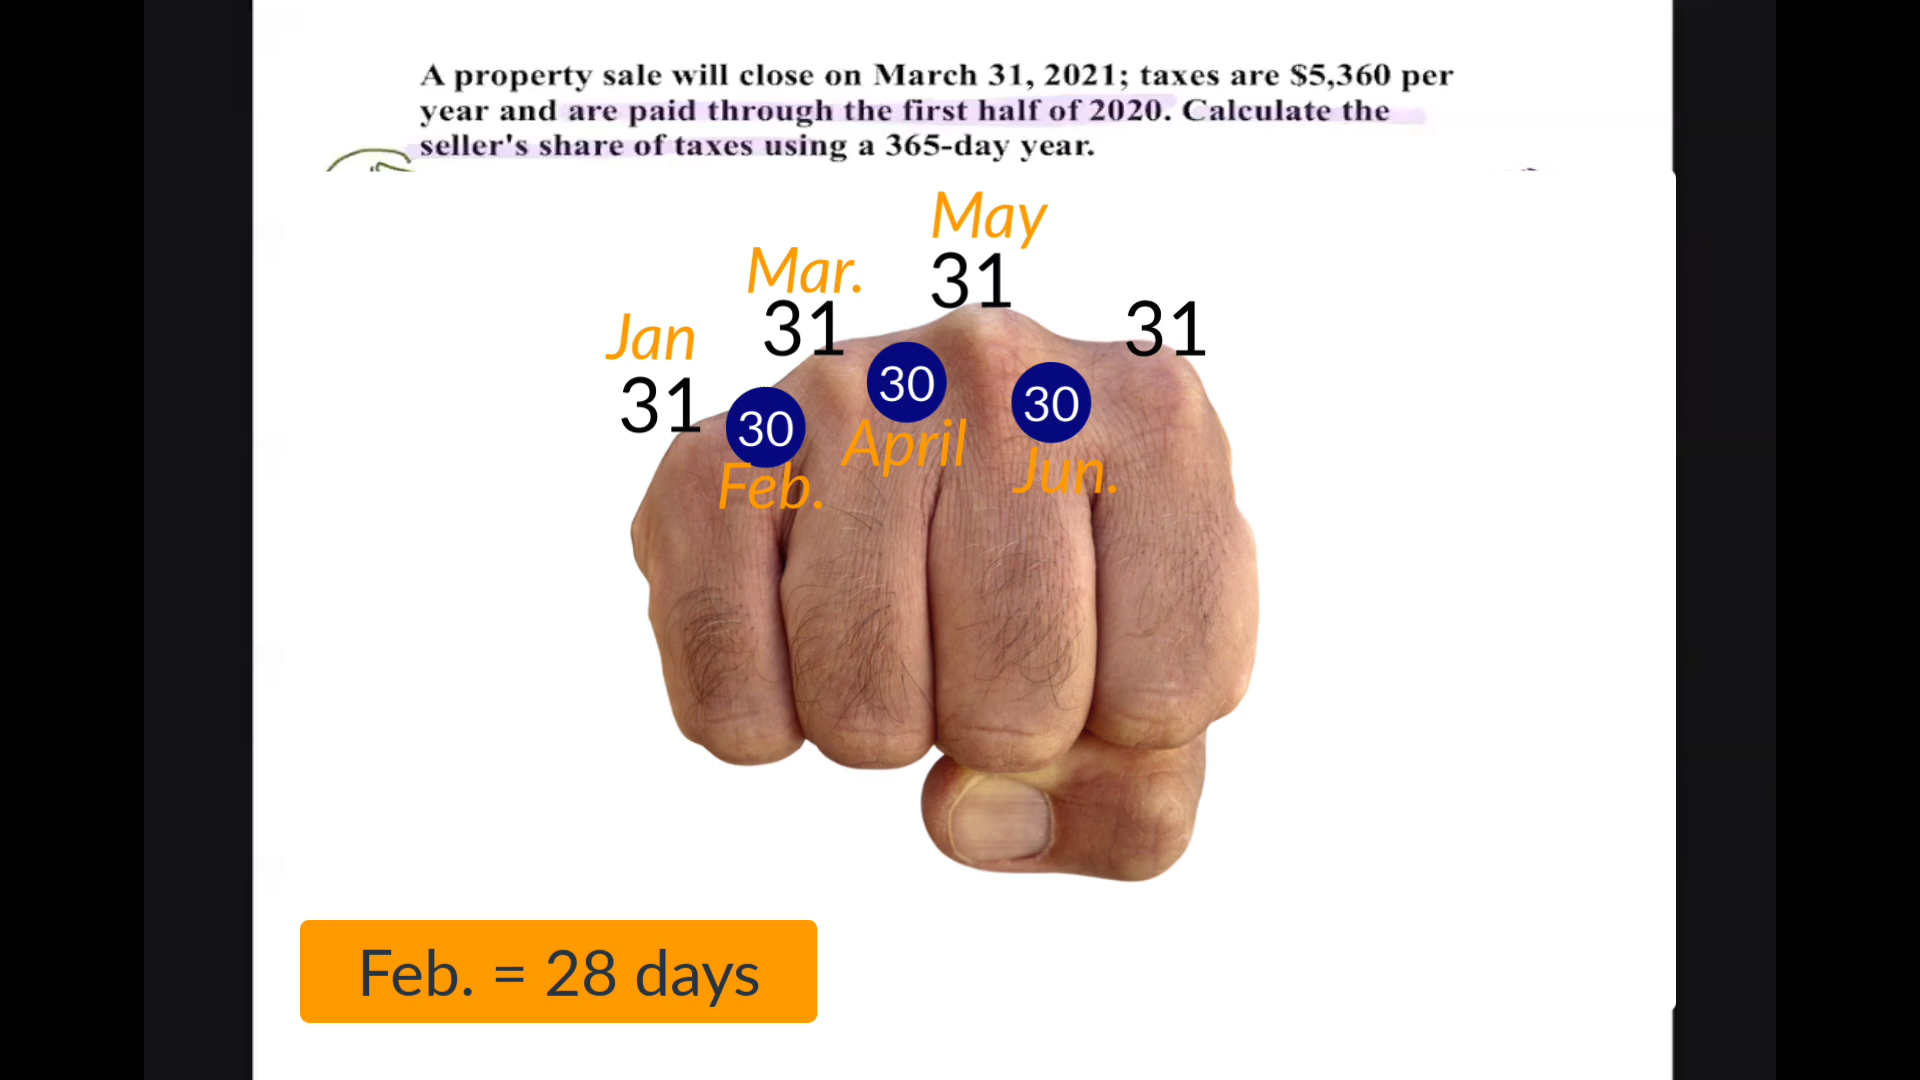 A property sale will close on March 31, 2021; taxes are $5,360 per
year and are paid through the first half of 2020. Calculate the
seller's share of taxes using a 365-day year.
May
31
Mar.
31
31
Jan
31
30
30
30
April
Feb.
Jun.
Feb. = 28 days